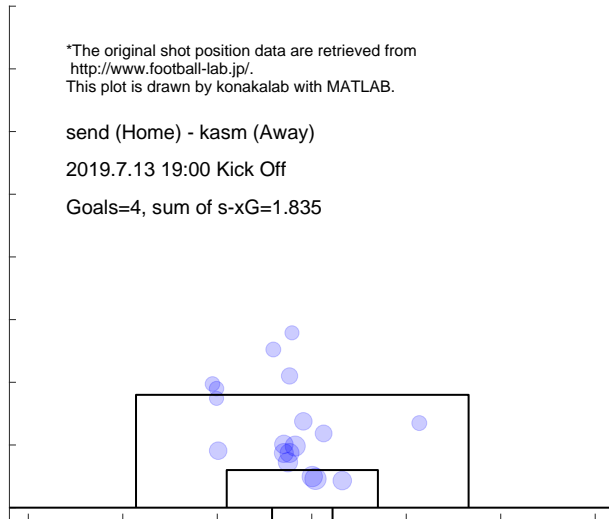 *The original shot position data are retrieved from
http://www.football-lab.jp/.
This plot is drawn by konakalab with MATLAB.
send (Home) - kasm (Away)
2019.7.13 19:00 Kick Off
Goals=4, sum of s-xG=1.835